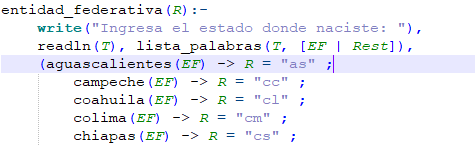 entidad_federativa(R):-
write("Ingresa el estado donde naciste: "),
readln(T), lista_palabras(T, [EF | Rest]),
(aguascalientes(EF) -> R = "as" ;
campeche(EF) -> R = "cc" ;
coahuila(EF) -> R = "cl" ;
colima(EF) -> R = "cm" ;
chiapas(EF) -> R = "cs" ;